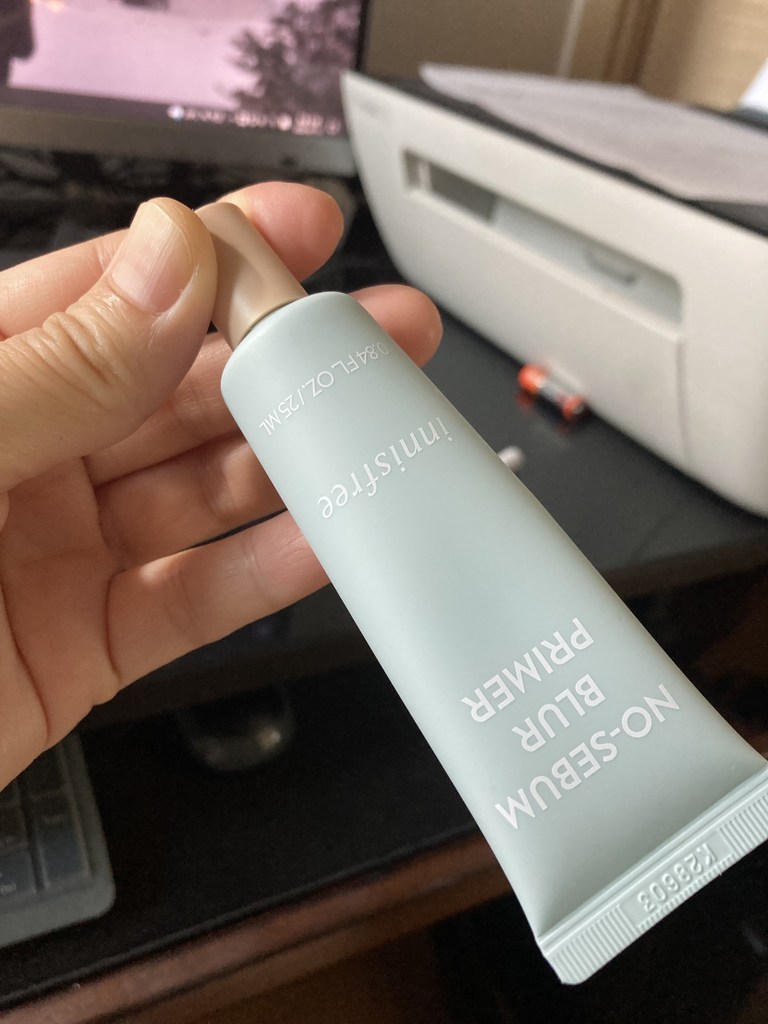 NO-SEBUM
BLUR
PRIMER
innisfree
0.84 FL.OZ./25ML
K28603